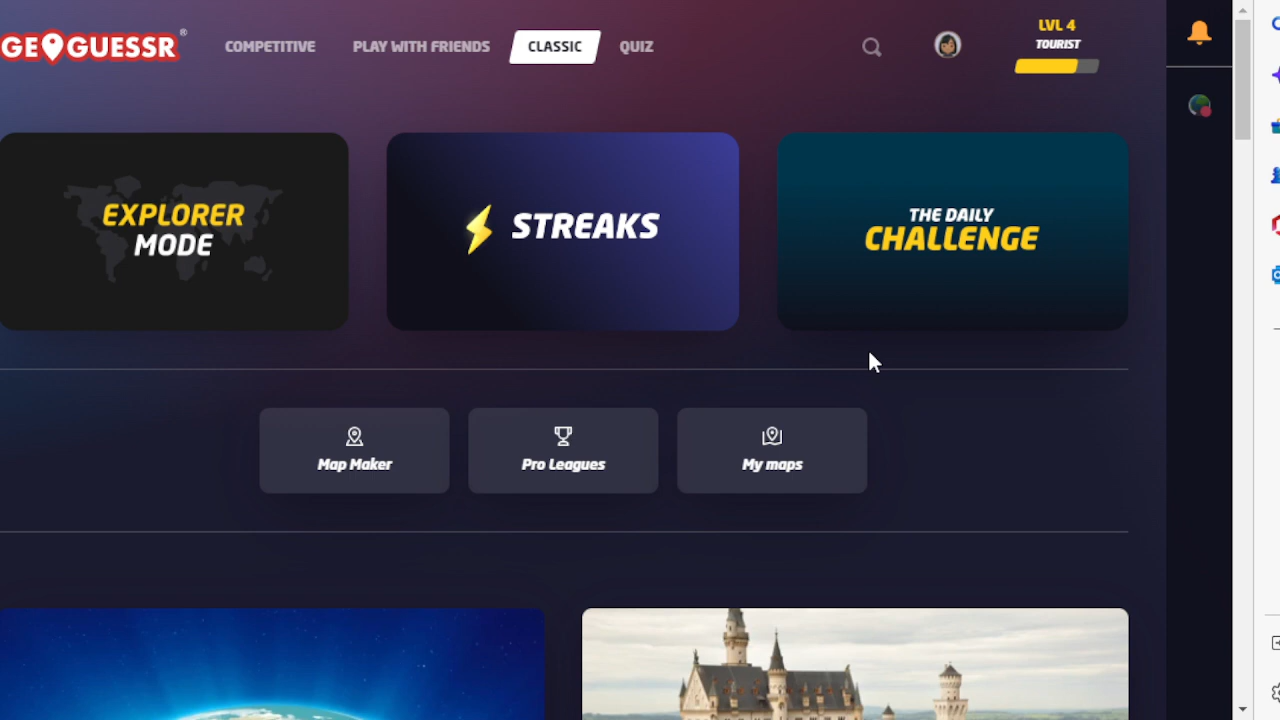 GEOGUESSR®
COMPETITIVE
PLAY WITH FRIENDS
CLASSIC
QUIZ
LVL 4
TOURIST
EXPLORER
MODE
STREAKS
THE DAILY
CHALLENGE
Map Maker
Pro Leagues
My maps